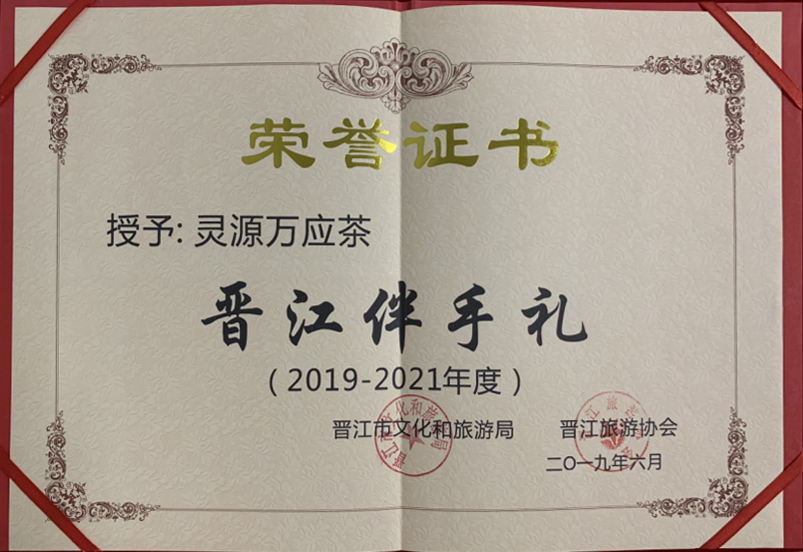 荣誉证书
授予: 灵源万应茶
晋江伴手礼
(2019-2021年度)
晋江市文化和旅游局 晋江旅游协会
二〇一九年六月